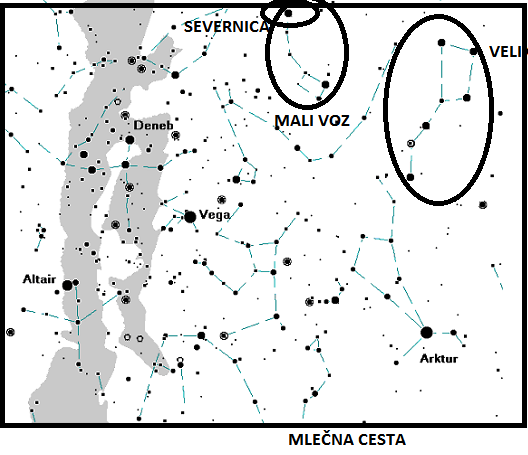 SEVERNICA
VELI
MALI VOZ
Deneb
Vega
Altair
Arktur
MLEČNA CESTA